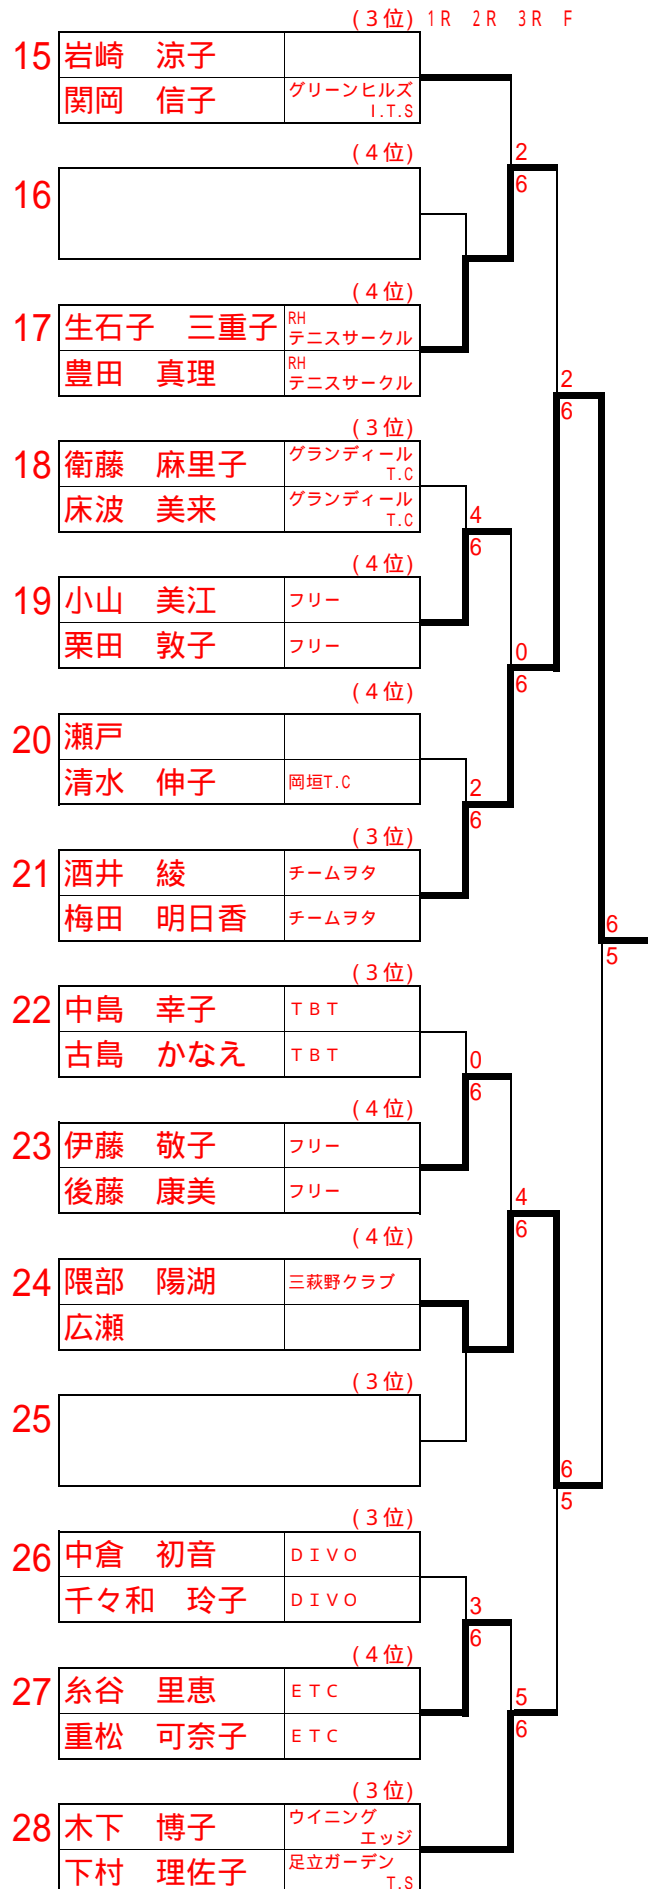 (３位) １R ２R ３R F
15 岩崎　涼子
関岡　信子 グリーンヒルズ
I.T.S
(４位)
2
16
6
(４位)
17 生石子　三重子 RH
テニスサークル
豊田　真理 RH
テニスサークル
2
6
(３位)
18 衛藤　麻里子 グランディール
T.C
床波　美来 グランディール
T.C
4
6
(４位)
19 小山　美江 フリー
栗田　敦子 フリー
0
6
(４位)
20 瀬戸
清水　伸子 岡垣T.C
2
6
(３位)
21 酒井　綾 チームヲタ
梅田　明日香 チームヲタ
6
5
(３位)
22 中島　幸子 ＴＢＴ
古島　かなえ ＴＢＴ
0
6
(４位)
23 伊藤　敬子 フリー
後藤　康美 フリー
4
6
(４位)
24 隈部　陽湖 三萩野クラブ
広瀬
(３位)
25
6
5
(３位)
26 中倉　初音 ＤＩＶＯ
千々和　玲子 ＤＩＶＯ
3
6
(４位)
27 糸谷　里恵 ＥＴＣ
重松　可奈子 ＥＴＣ
5
6
(３位)
28 木下　博子 ウイニング
エッジ
下村　理佐子 足立ガーデン
T.S